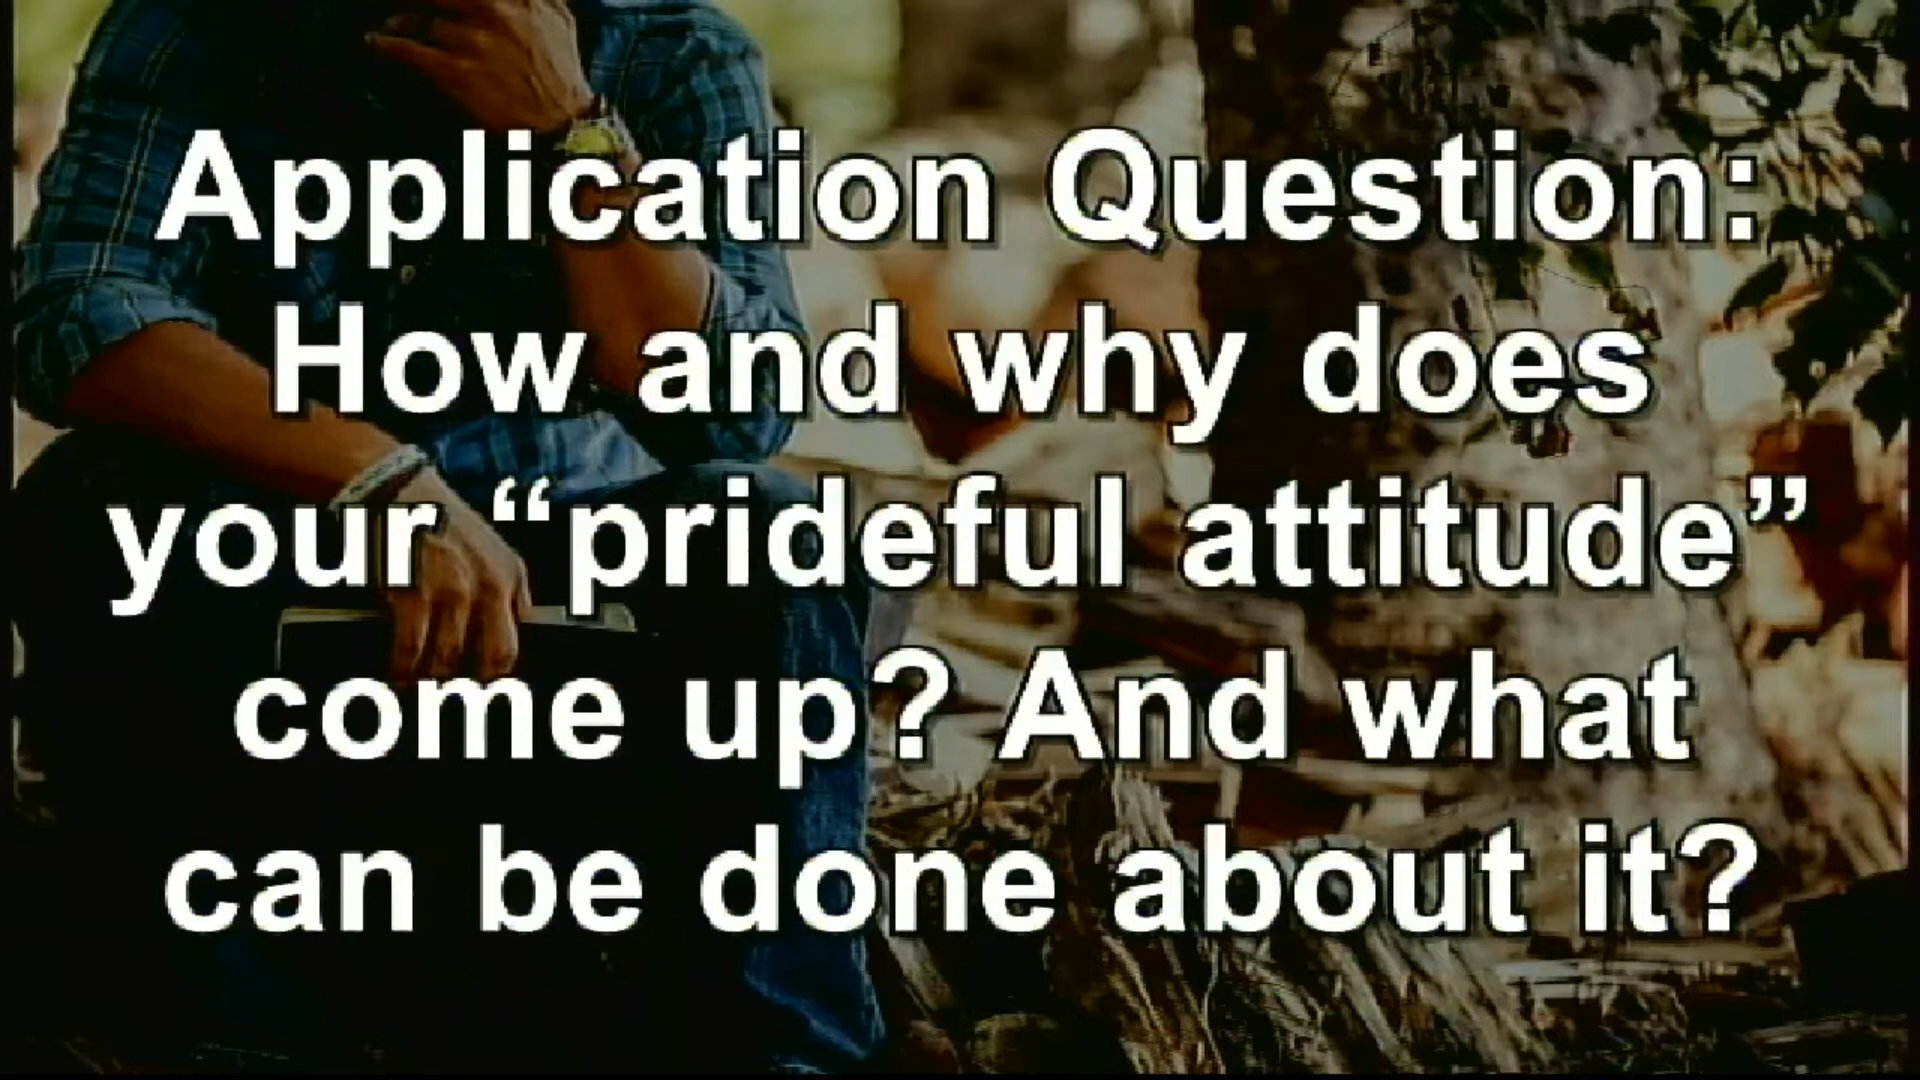 Application Question:
How and why does
your “prideful attitude”
come up? And what
can be done about it?